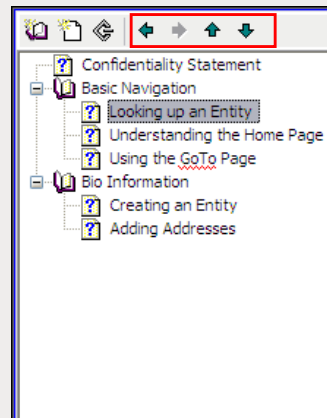 Confidentiality Statement
Basic Navigation
Looking up an Entity
Understanding the Home Page
Using the GoTo Page
Bio Information
Creating an Entity
Adding Addresses